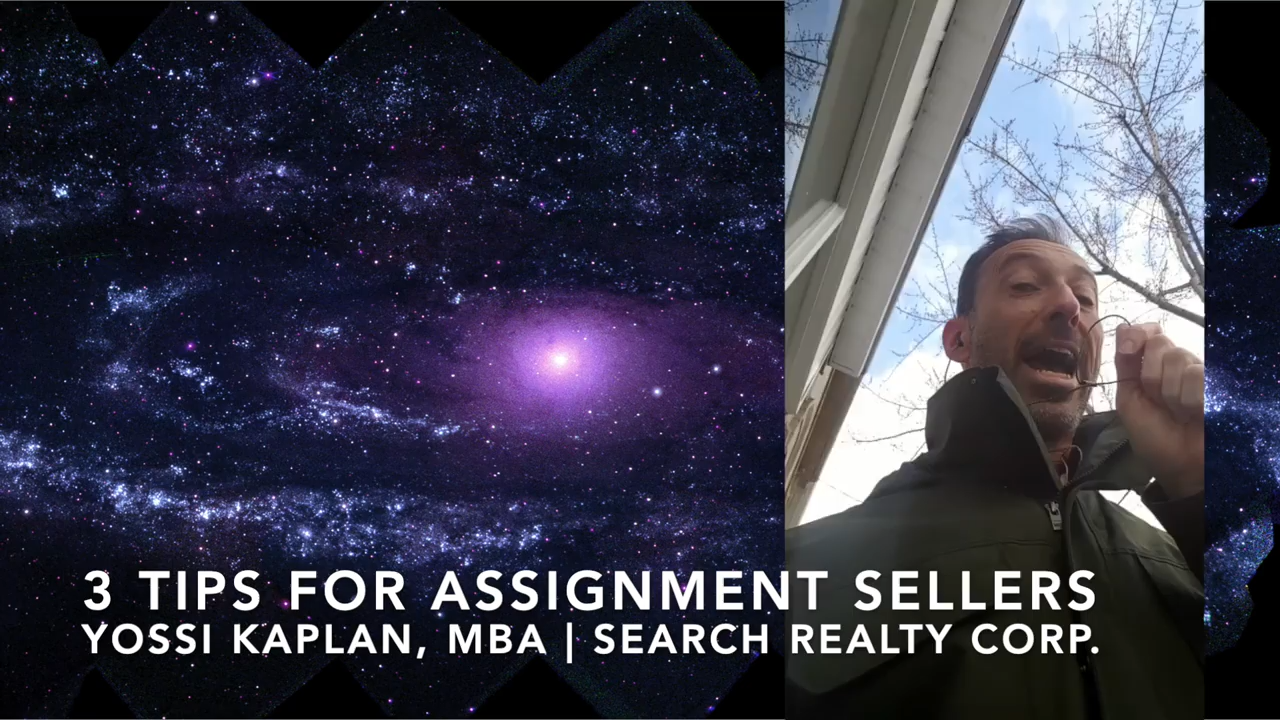 3 TIPS FOR ASSIGNMENT SELLERS
YOSSI KAPLAN, MBA | SEARCH REALTY CORP.